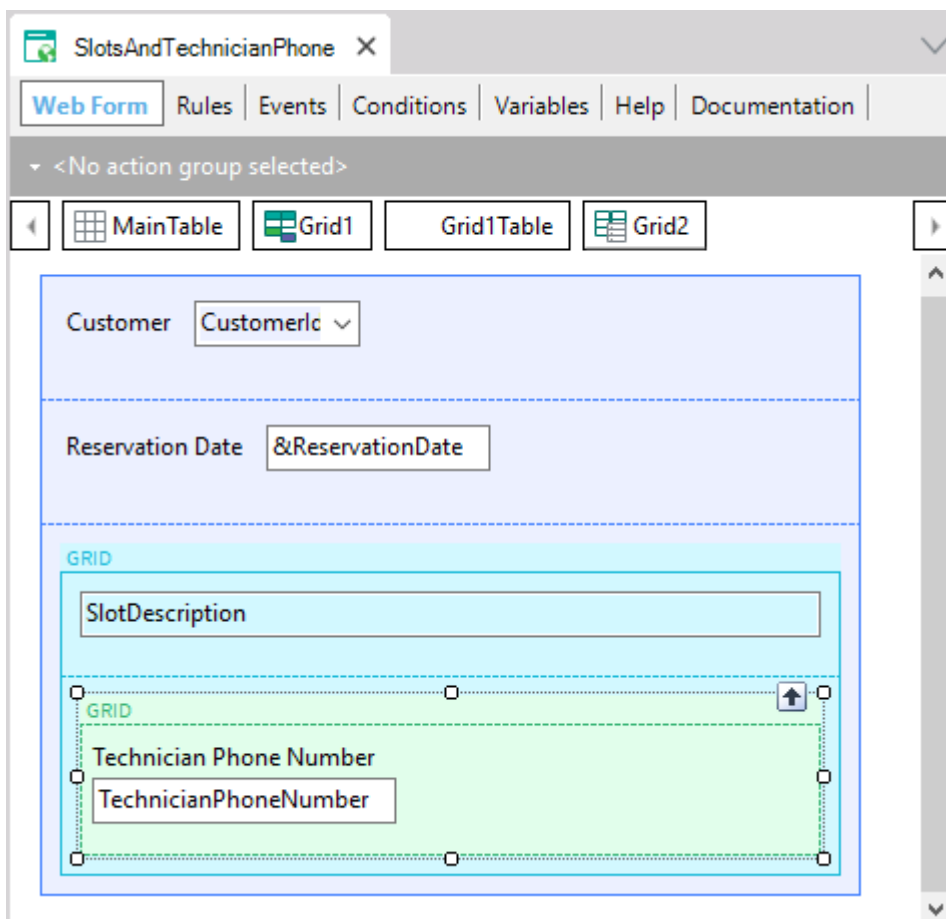 SlotsAndTechnicianPhone
Web Form Rules Events Conditions Variables Help Documentation
<No action group selected>
MainTable Grid1 Grid1Table Grid2
Customer CustomerId
Reservation Date &ReservationDate
GRID
SlotDescription
GRID
Technician Phone Number
TechnicianPhoneNumber